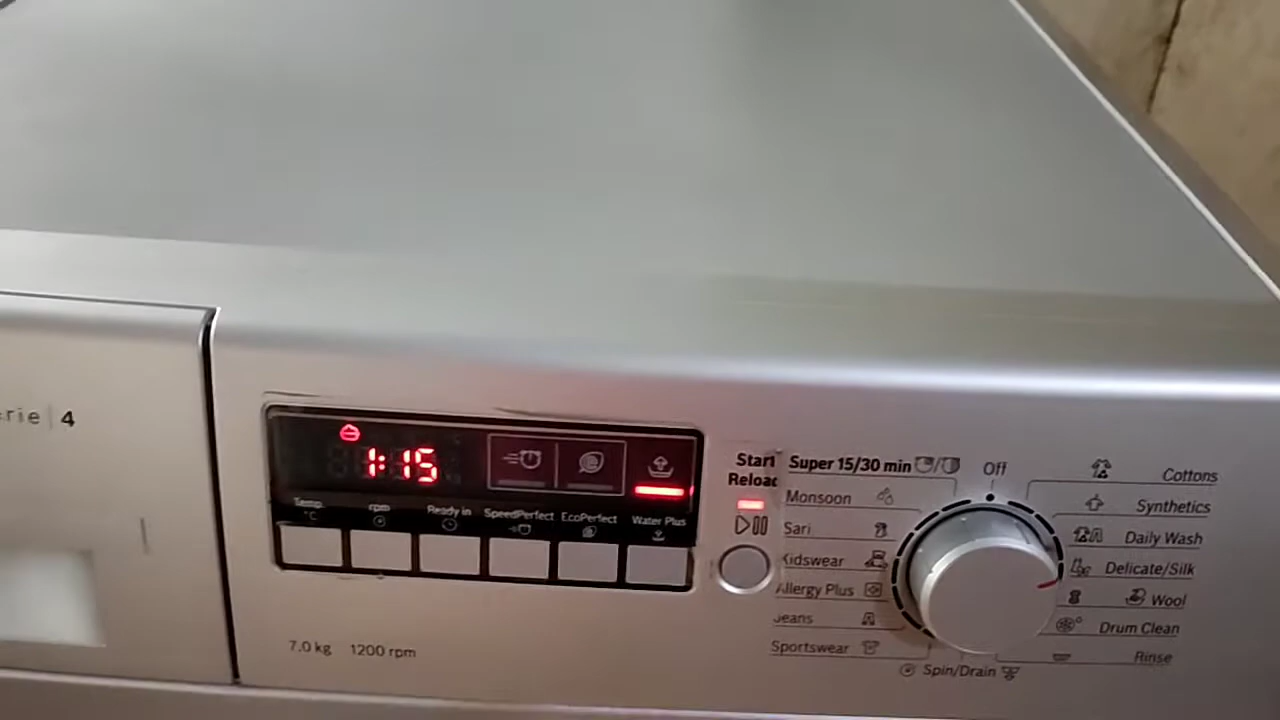 rie | 4
1:15
Temp. °C
rpm
Ready in
SpeedPerfect
EcoPerfect
Water Plus
7.0 kg 1200 rpm
Start
Reload
Super 15/30 min
Monsoon
Sari
Kidswear
Allergy Plus
Jeans
Sportswear
Spin/Drain
Off
Cottons
Synthetics
Daily Wash
Delicate/Silk
Wool
Drum Clean
Rinse